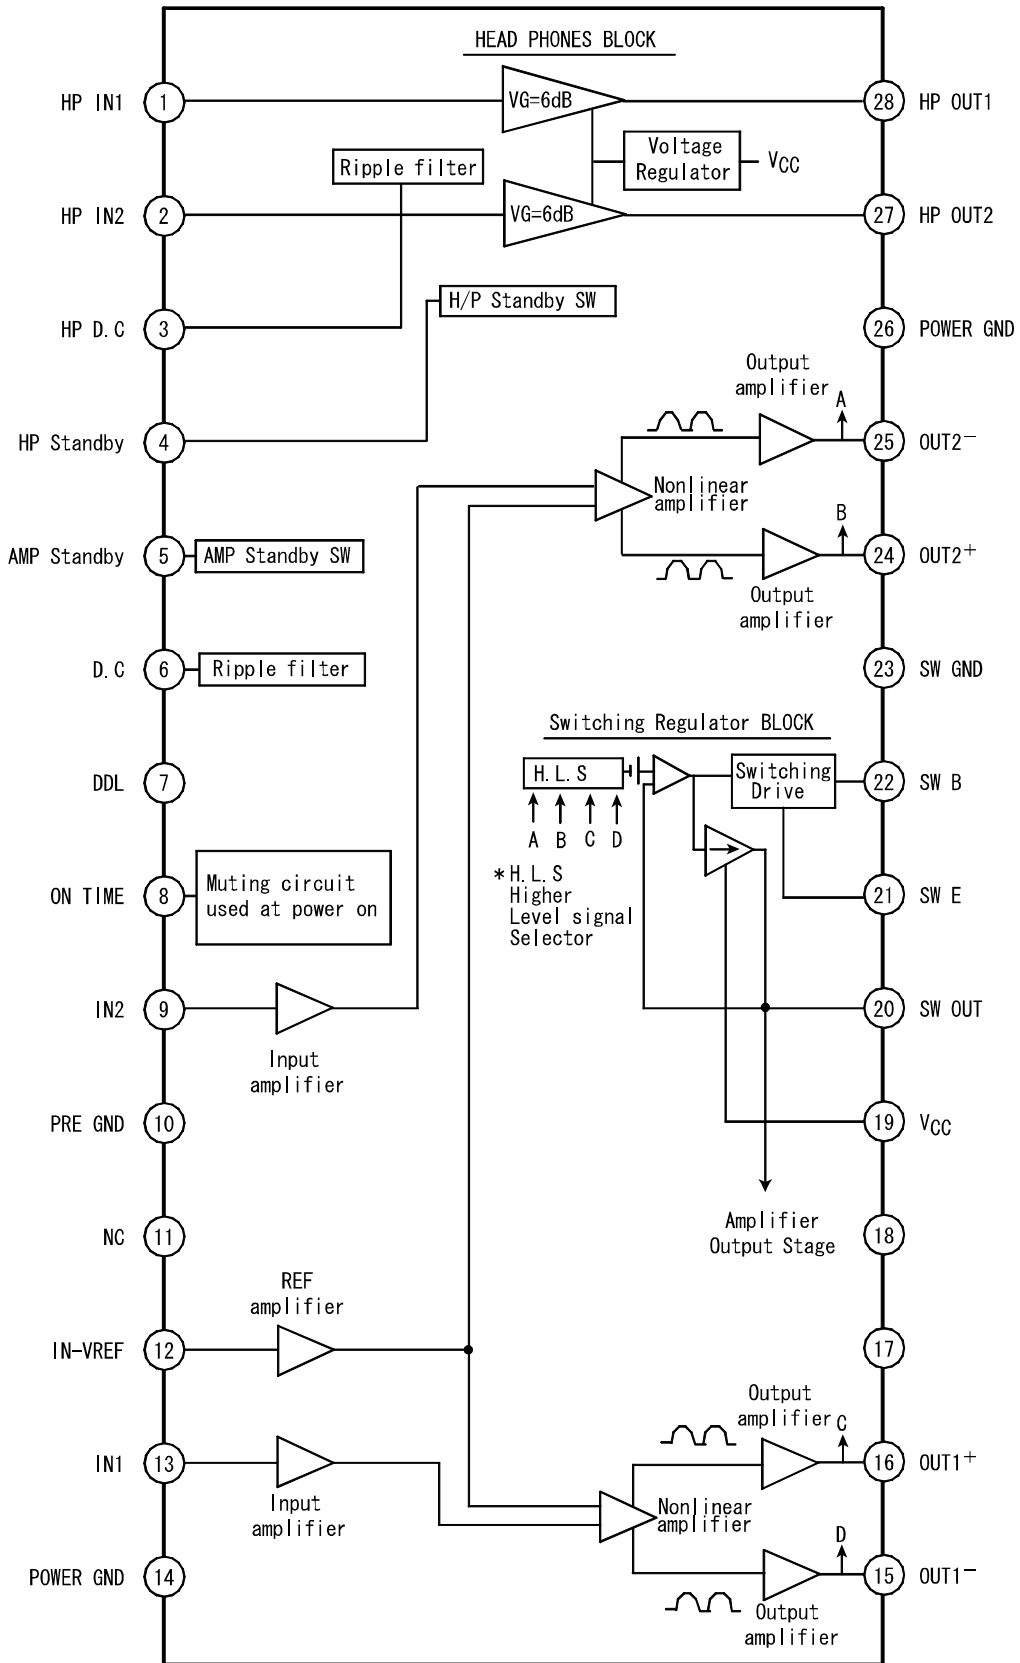 HEAD PHONES BLOCK
HP IN1
1
VG=6dB
28
HP OUT1
Voltage
Regulator
VCC
Ripple filter
HP IN2
2
VG=6dB
27
HP OUT2
H/P Standby SW
HP D.C
3
26
POWER GND
Output
amplifier
A
HP Standby
4
25
OUT2−
Nonlinear
amplifier
B
AMP Standby
5
AMP Standby SW
24
OUT2+
Output
amplifier
D.C
6
Ripple filter
23
SW GND
Switching Regulator BLOCK
DDL
7
H.L.S
Switching
Drive
22
SW B
A
B
C
D
*H.L.S
Higher
Level signal
Selector
ON TIME
8
Muting circuit
used at power on
21
SW E
IN2
9
20
SW OUT
Input
amplifier
PRE GND
10
19
VCC
NC
11
Amplifier
Output Stage
18
REF
amplifier
IN-VREF
12
17
Output
amplifier
C
IN1
13
16
OUT1+
Input
amplifier
Nonlinear
amplifier
D
POWER GND
14
15
OUT1−
Output
amplifier